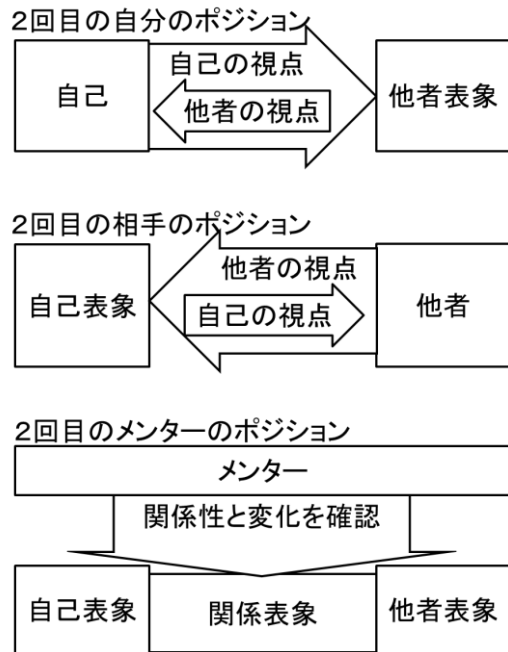 ２回目の自分のポジション
自己の視点
自己
他者の視点
他者表象
２回目の相手のポジション
他者の視点
自己表象
自己の視点
他者
２回目のメンターのポジション
メンター
関係性と変化を確認
自己表象
関係表象
他者表象